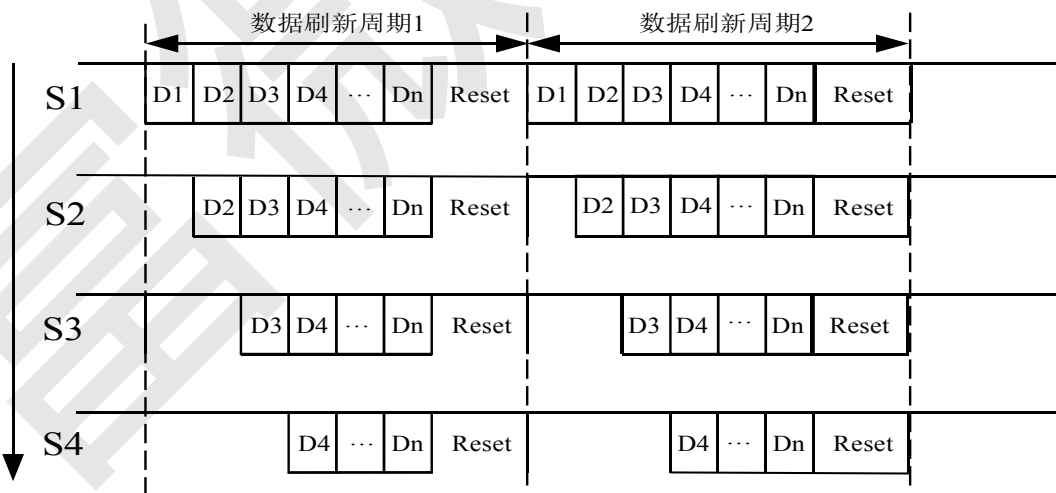 数据刷新周期1 数据刷新周期2
S1 D1 D2 D3 D4 ··· Dn Reset D1 D2 D3 D4 ··· Dn Reset
S2 D2 D3 D4 ··· Dn Reset D2 D3 D4 ··· Dn Reset
S3 D3 D4 ··· Dn Reset D3 D4 ··· Dn Reset
S4 D4 ··· Dn Reset D4 ··· Dn Reset